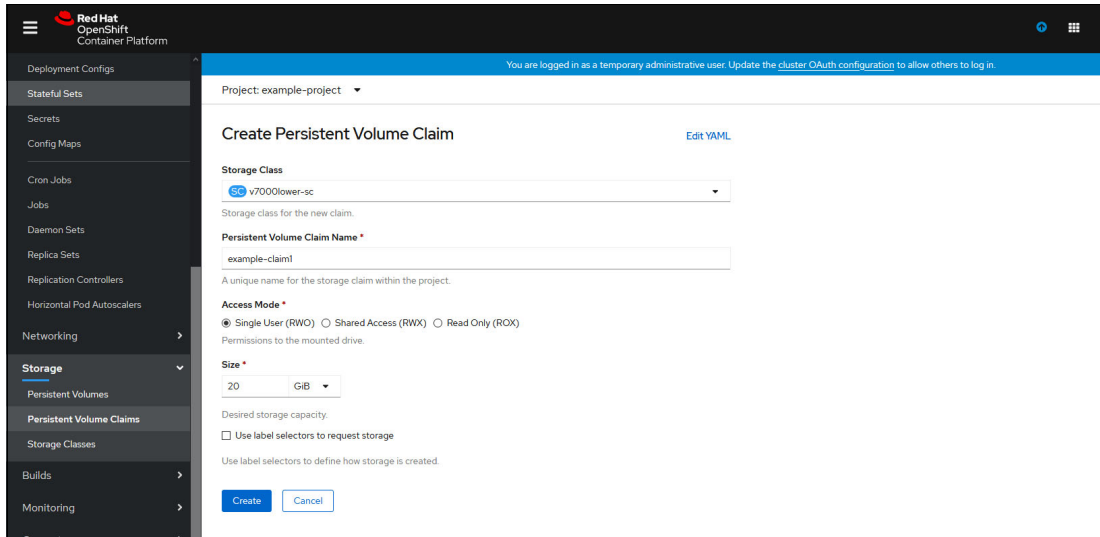 Red Hat
OpenShift
Container Platform
You are logged in as a temporary administrative user. Update the cluster OAuth configuration to allow others to log in.
Deployment Configs
Stateful Sets
Secrets
Config Maps
Cron Jobs
Jobs
Daemon Sets
Replica Sets
Replication Controllers
Horizontal Pod Autoscalers
Networking
Storage
Persistent Volumes
Persistent Volume Claims
Storage Classes
Builds
Monitoring
Project: example-project
Create Persistent Volume Claim
Edit YAML
Storage Class
SC v7000lower-sc
Storage class for the new claim.
Persistent Volume Claim Name *
example-claim1
A unique name for the storage claim within the project.
Access Mode *
Single User (RWO) Shared Access (RWX) Read Only (ROX)
Permissions to the mounted drive.
Size *
20 GiB
Desired storage capacity.
Use label selectors to request storage
Use label selectors to define how storage is created.
Create Cancel